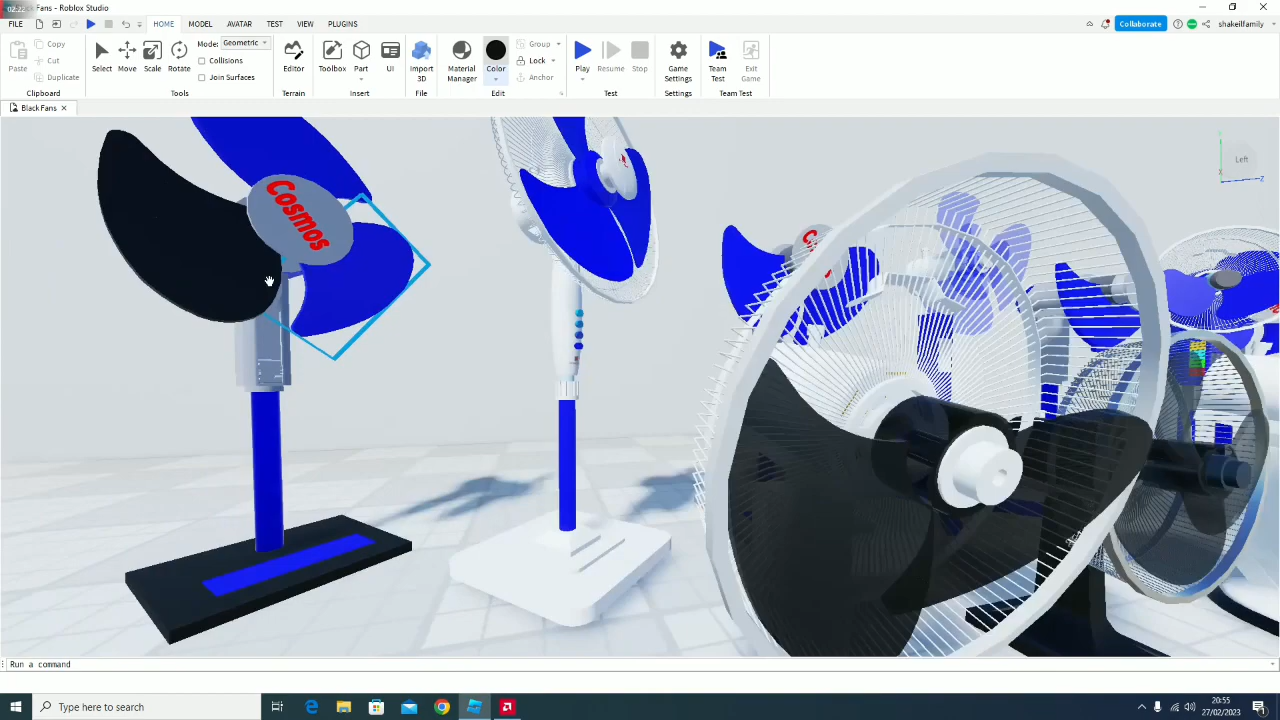 02:22
Fans - Roblox Studio
FILE
HOME
MODEL
AVATAR
TEST
VIEW
PLUGINS
Collaborate
shakeilfamily
Paste
Copy
Cut
Duplicate
Clipboard
Select
Move
Scale
Rotate
Mode:
Geometric
Collisions
Join Surfaces
Tools
Editor
Terrain
Toolbox
Part
UI
Insert
Import
3D
File
Material
Manager
Color
Group
Lock
Anchor
Edit
Play
Resume
Stop
Test
Game
Settings
Settings
Team
Test
Exit
Game
Team Test
Black Fans
Cosmos
Y
Left
X
Z
Run a command
Type here to search
20:55
27/02/2023
1